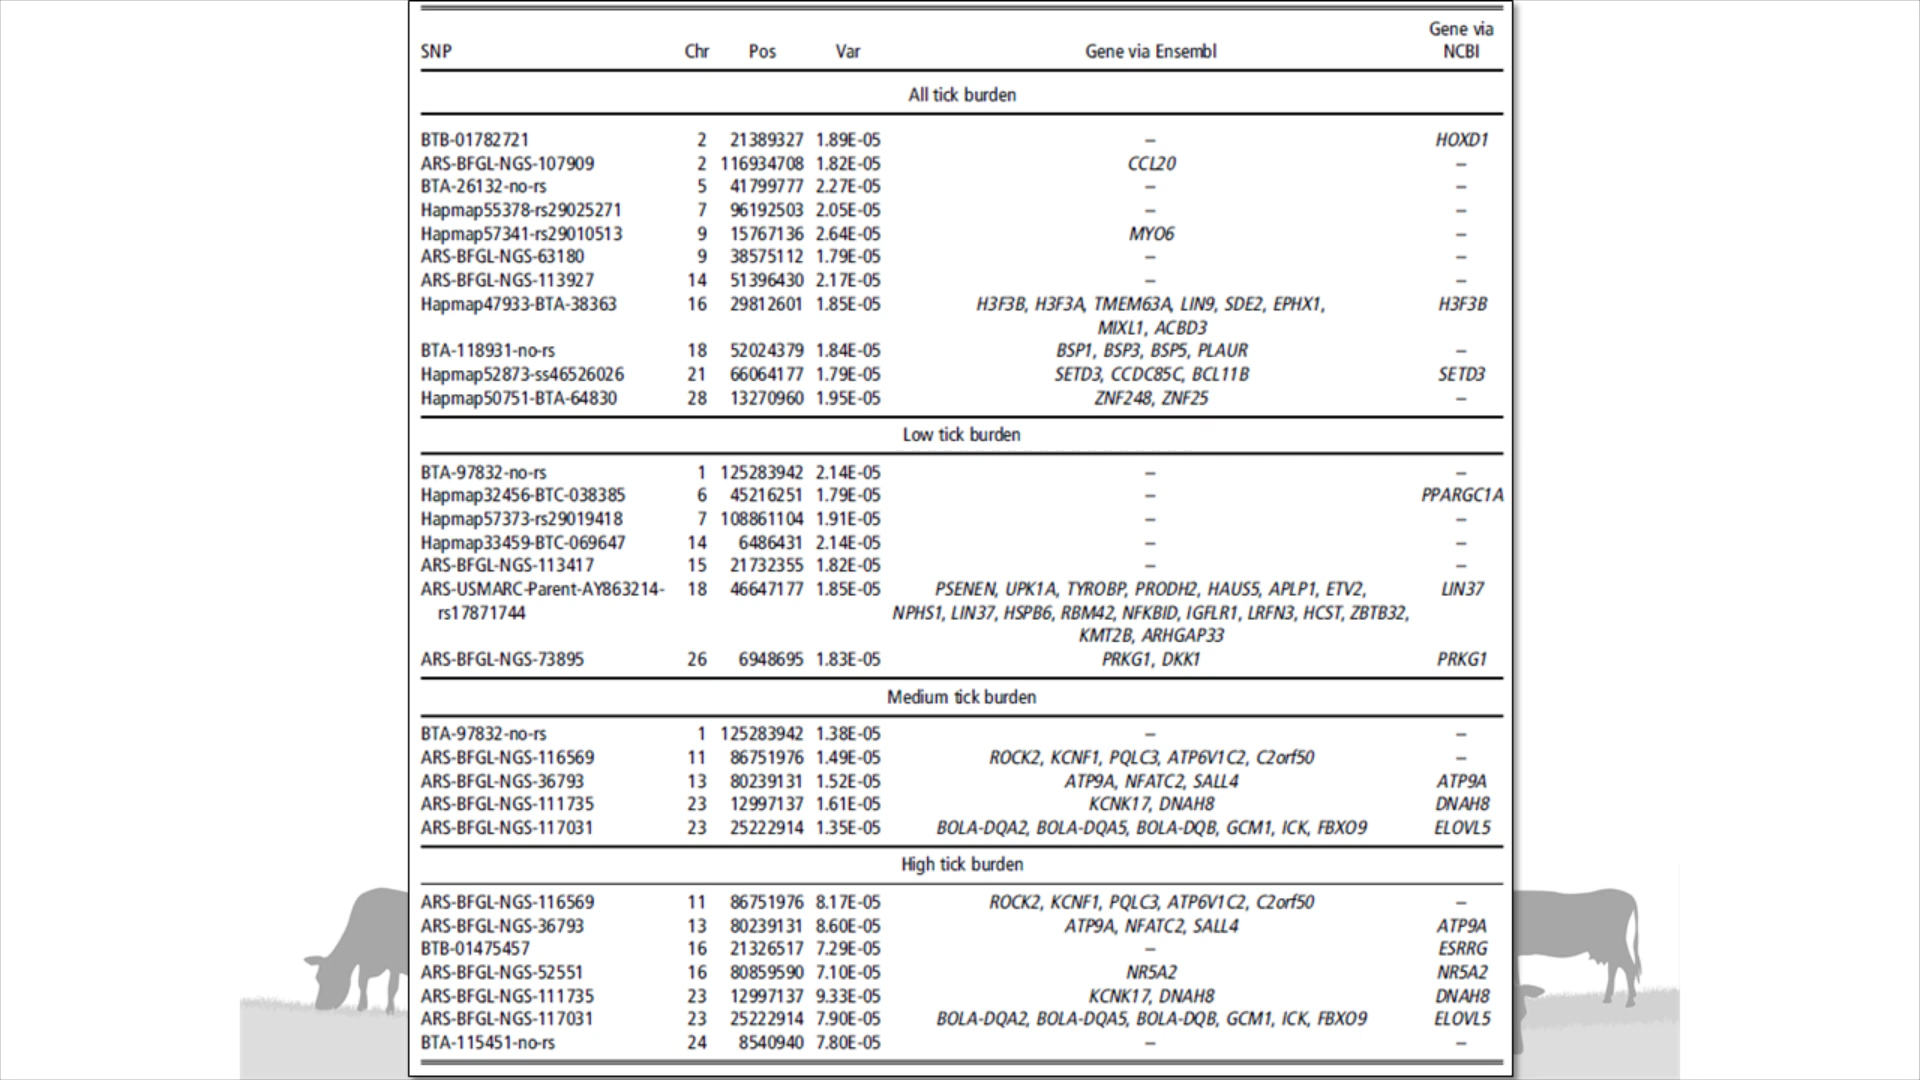 Gene via
SNP Chr Pos Var Gene via Ensembl NCBI
All tick burden
BTB-01782721 2 21389327 1.89E-05 – HOXD1
ARS-BFGL-NGS-107909 2 116934708 1.82E-05 CCL20 –
BTA-26132-no-rs 5 41799777 2.27E-05 – –
Hapmap55378-rs29025271 7 96192503 2.05E-05 – –
Hapmap57341-rs29010513 9 15767136 2.64E-05 MYO6 –
ARS-BFGL-NGS-63180 9 38575112 1.79E-05 – –
ARS-BFGL-NGS-113927 14 51396430 2.17E-05 – –
Hapmap47933-BTA-38363 16 29812601 1.85E-05 H3F3B, H3F3A, TMEM63A, LIN9, SDE2, EPHX1, H3F3B
MIXL1, ACBD3
BTA-118931-no-rs 18 52024379 1.84E-05 BSP1, BSP3, BSP5, PLAUR –
Hapmap52873-ss46526026 21 66064177 1.79E-05 SETD3, CCDC85C, BCL11B SETD3
Hapmap50751-BTA-64830 28 13270960 1.95E-05 ZNF248, ZNF25 –
Low tick burden
BTA-97832-no-rs 1 125283942 2.14E-05 – –
Hapmap32456-BTC-038385 6 45216251 1.79E-05 – PPARGC1A
Hapmap57373-rs29019418 7 108861104 1.91E-05 – –
Hapmap33459-BTC-069647 14 6486431 2.14E-05 – –
ARS-BFGL-NGS-113417 15 21732355 1.82E-05 – –
ARS-USMARC-Parent-AY863214- 18 46647177 1.85E-05 PSENEN, UPK1A, TYROBP, PRODH2, HAUS5, APLP1, ETV2, LIN37
rs17871744 NPHS1, LIN37, HSPB6, RBM42, NFKBID, IGFLR1, LRFN3, HCST, ZBTB32,
KMT2B, ARHGAP33
ARS-BFGL-NGS-73895 26 6948695 1.83E-05 PRKG1, DKK1 PRKG1
Medium tick burden
BTA-97832-no-rs 1 125283942 1.38E-05 – –
ARS-BFGL-NGS-116569 11 86751976 1.49E-05 ROCK2, KCNF1, PQLC3, ATP6V1C2, C2orf50 –
ARS-BFGL-NGS-36793 13 80239131 1.52E-05 ATP9A, NFATC2, SALL4 ATP9A
ARS-BFGL-NGS-111735 23 12997137 1.61E-05 KCNK17, DNAH8 DNAH8
ARS-BFGL-NGS-117031 23 25222914 1.35E-05 BOLA-DQA2, BOLA-DQA5, BOLA-DQB, GCM1, ICK, FBXO9 ELOVL5
High tick burden
ARS-BFGL-NGS-116569 11 86751976 8.17E-05 ROCK2, KCNF1, PQLC3, ATP6V1C2, C2orf50 –
ARS-BFGL-NGS-36793 13 80239131 8.60E-05 ATP9A, NFATC2, SALL4 ATP9A
BTB-01475457 16 21326517 7.29E-05 – ESRRG
ARS-BFGL-NGS-52551 16 80859590 7.10E-05 NR5A2 NR5A2
ARS-BFGL-NGS-111735 23 12997137 9.33E-05 KCNK17, DNAH8 DNAH8
ARS-BFGL-NGS-117031 23 25222914 7.90E-05 BOLA-DQA2, BOLA-DQA5, BOLA-DQB, GCM1, ICK, FBXO9 ELOVL5
BTA-115451-no-rs 24 8540940 7.80E-05 – –